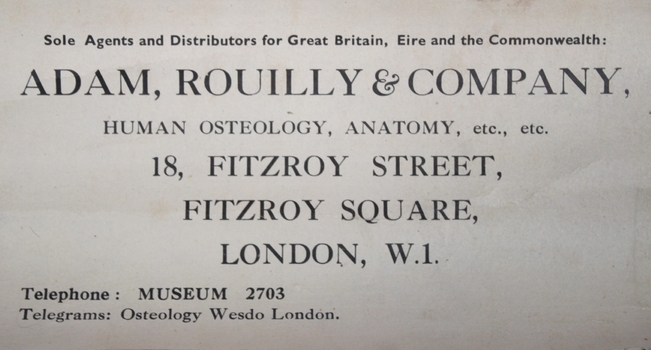 Sole Agents and Distributors for Great Britain, Eire and the Commonwealth:
ADAM, ROUILLY & COMPANY,
HUMAN OSTEOLOGY, ANATOMY, etc., etc.
18, FITZROY STREET,
FITZROY SQUARE,
LONDON, W.1.
Telephone : MUSEUM 2703
Telegrams: Osteology Wesdo London.